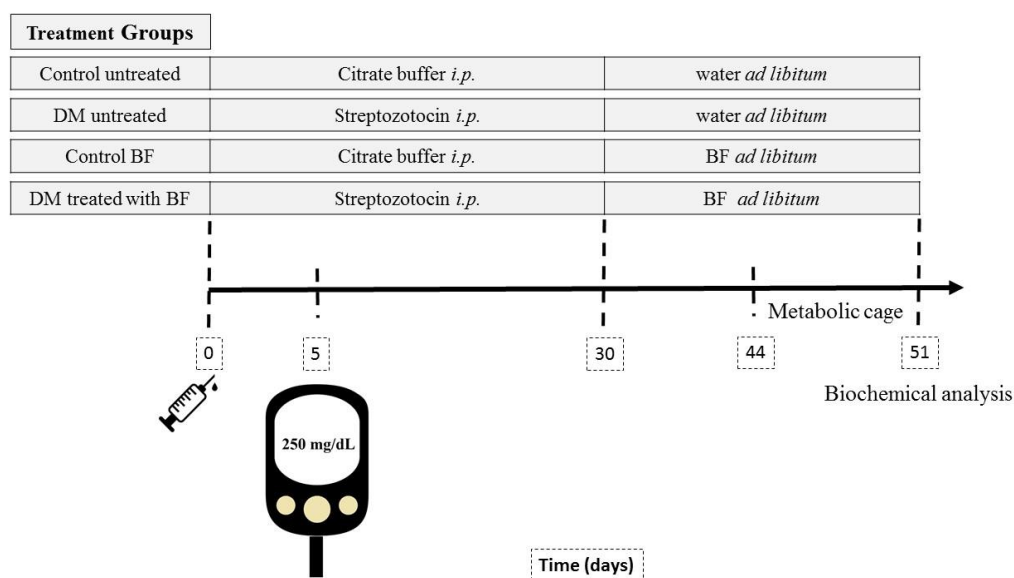 Treatment Groups
Control untreated Citrate buffer i.p. water ad libitum
DM untreated Streptozotocin i.p. water ad libitum
Control BF Citrate buffer i.p. BF ad libitum
DM treated with BF Streptozotocin i.p. BF ad libitum
Metabolic cage
0 5 30 44 51
Biochemical analysis
250 mg/dL
Time (days)